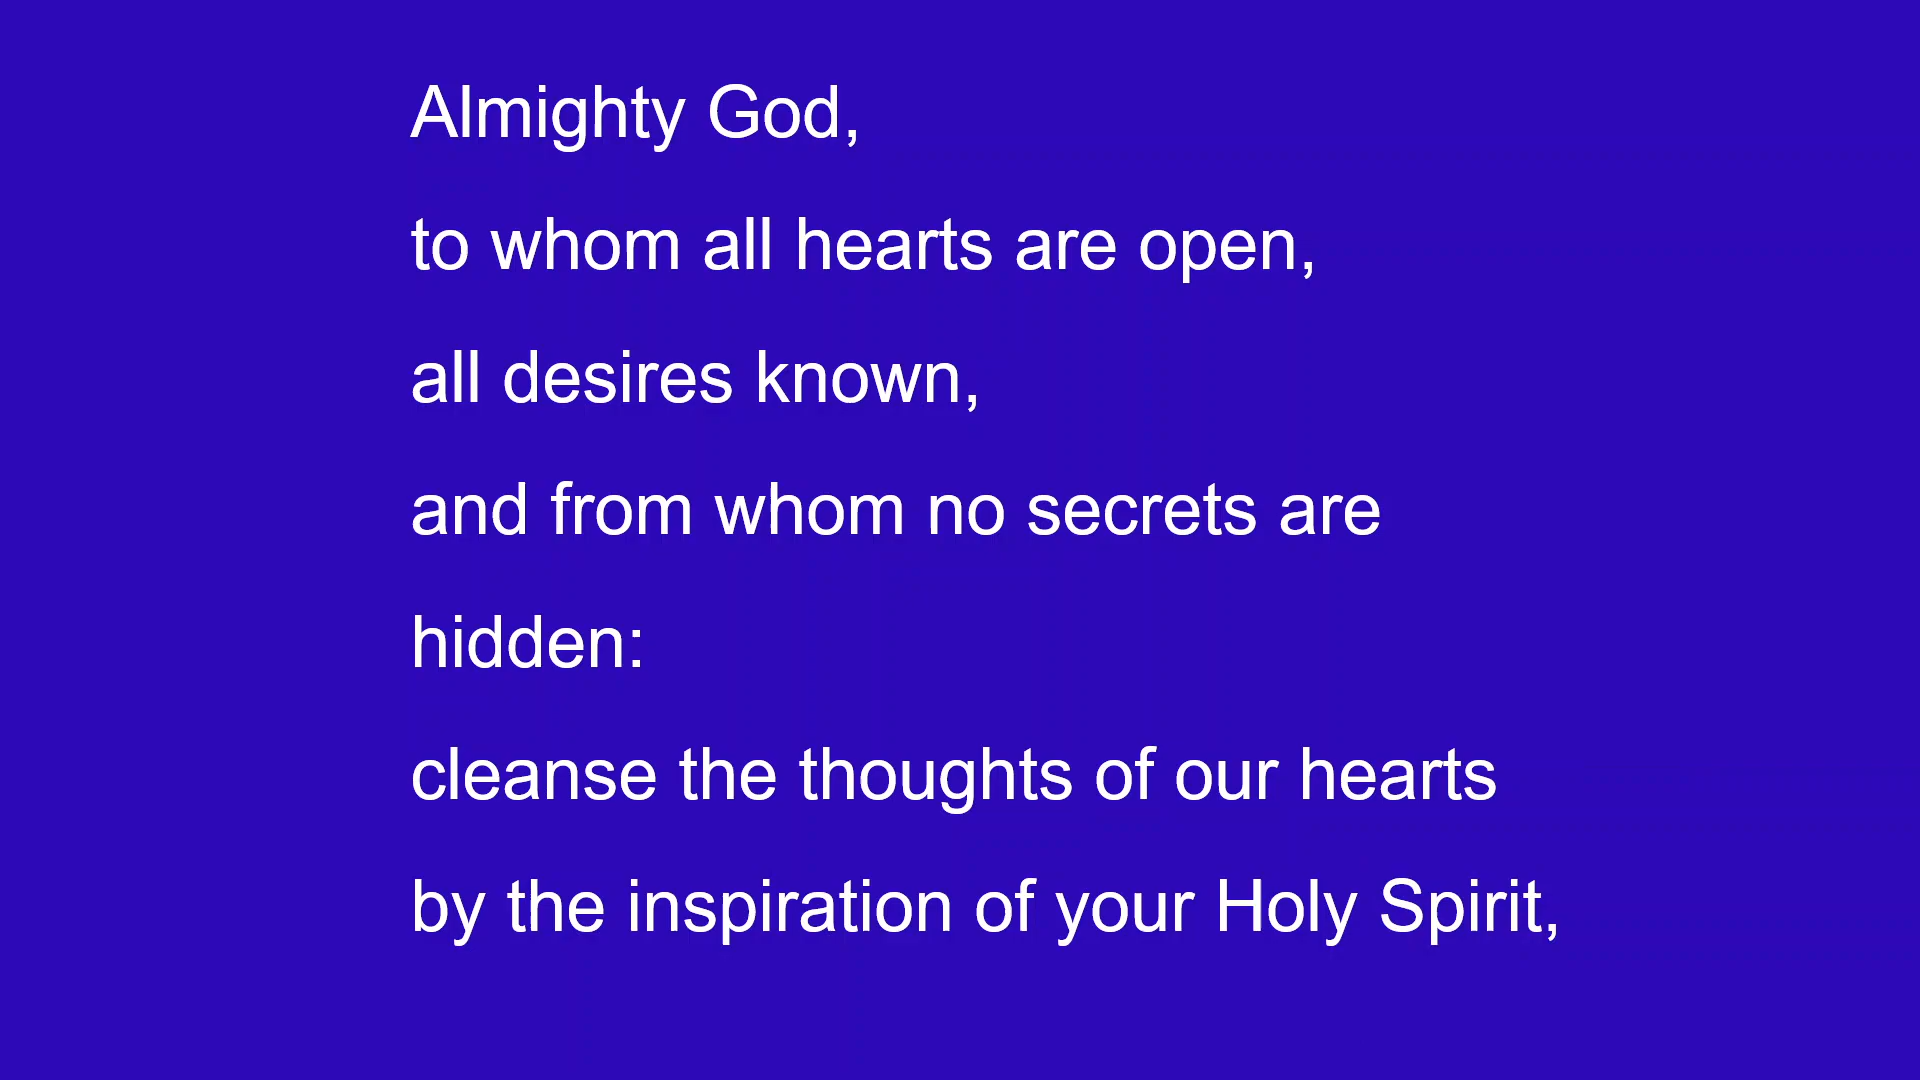 Almighty God,
to whom all hearts are open,
all desires known,
and from whom no secrets are
hidden:
cleanse the thoughts of our hearts
by the inspiration of your Holy Spirit,